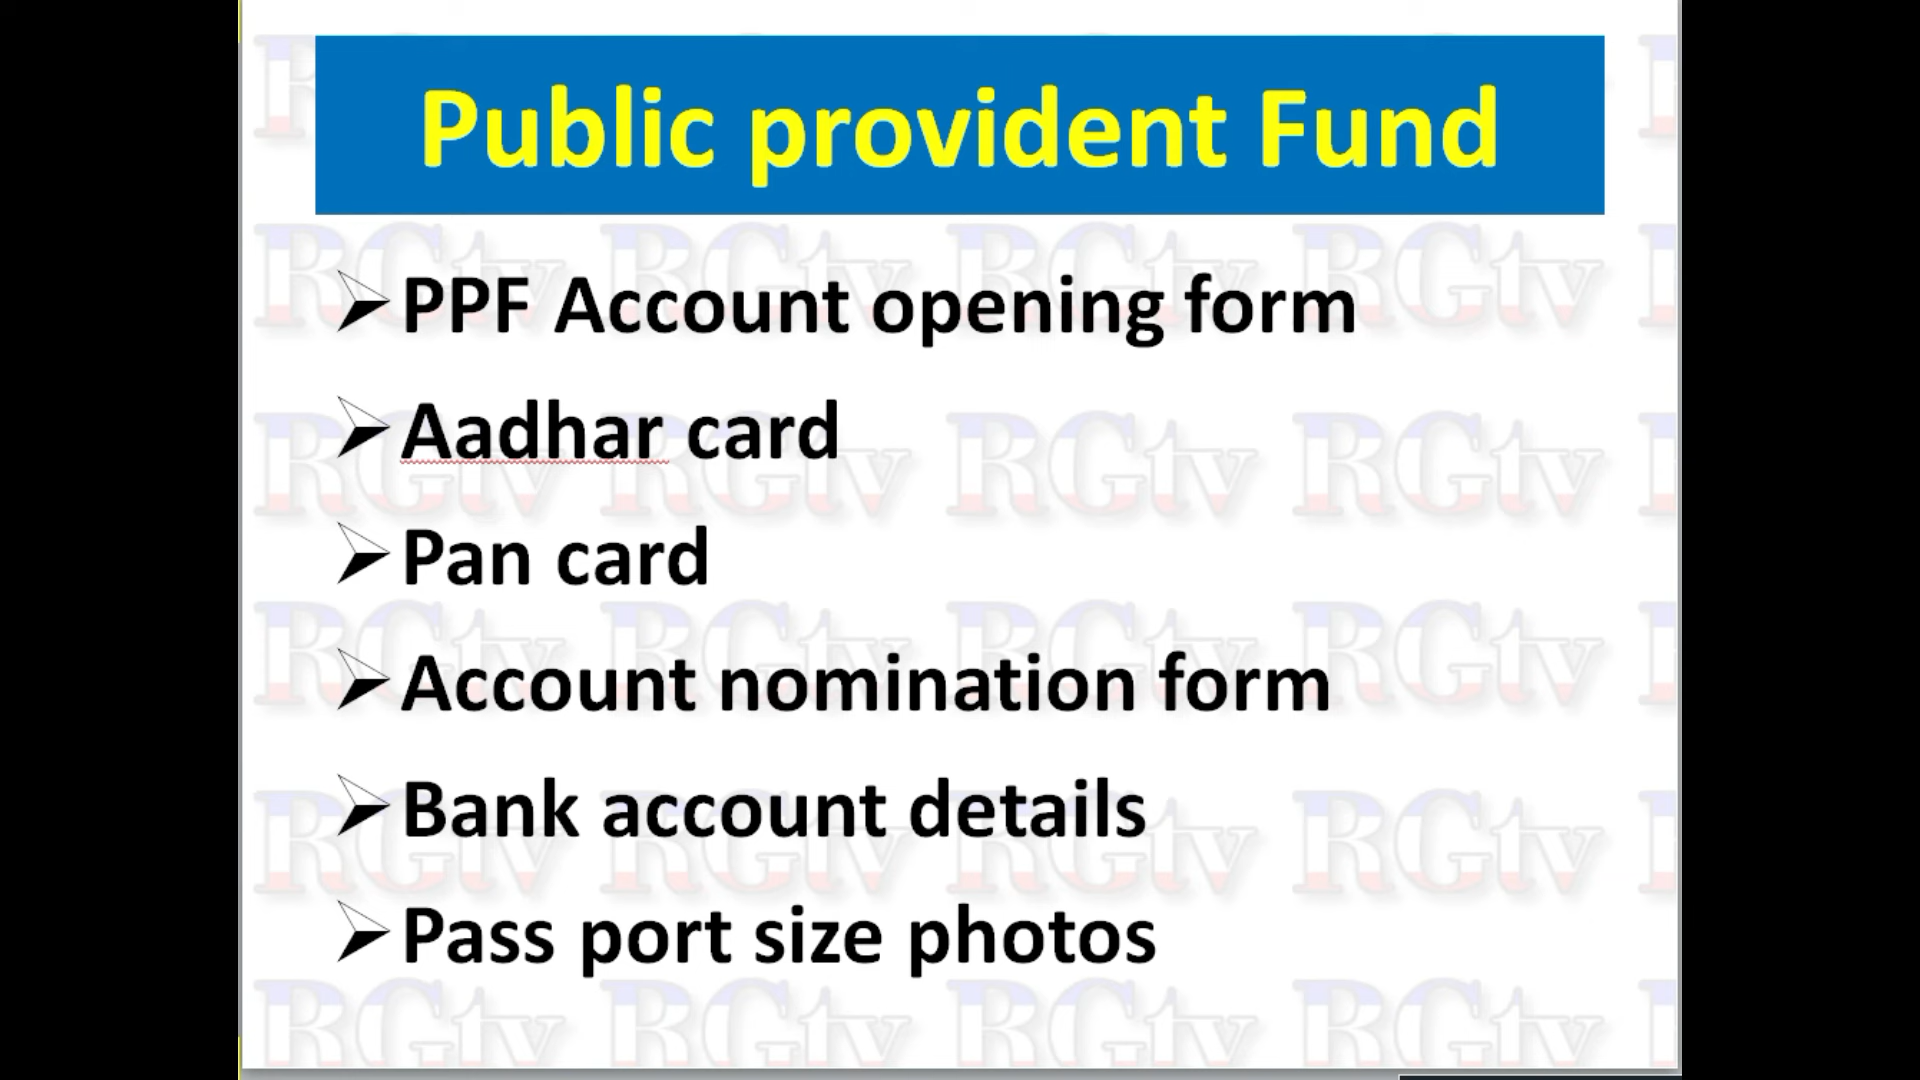 Public provident Fund
PPF Account opening form
Aadhar card
Pan card
Account nomination form
Bank account details
Pass port size photos
RGtv